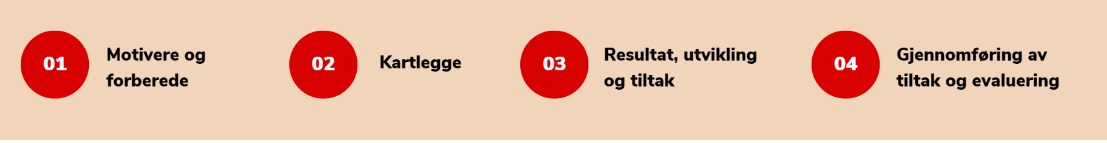 01
Motivere og
forberede
02
Kartlegge
03
Resultat, utvikling
og tiltak
04
Gjennomføring av
tiltak og evaluering